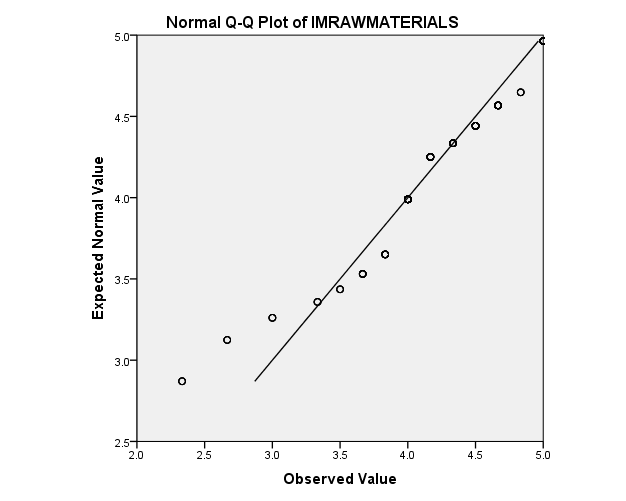 Normal Q-Q Plot of IMRAWMATERIALS
5.0
4.5
4.0
3.5
3.0
2.5
Expected Normal Value
2.0 2.5 3.0 3.5 4.0 4.5 5.0
Observed Value